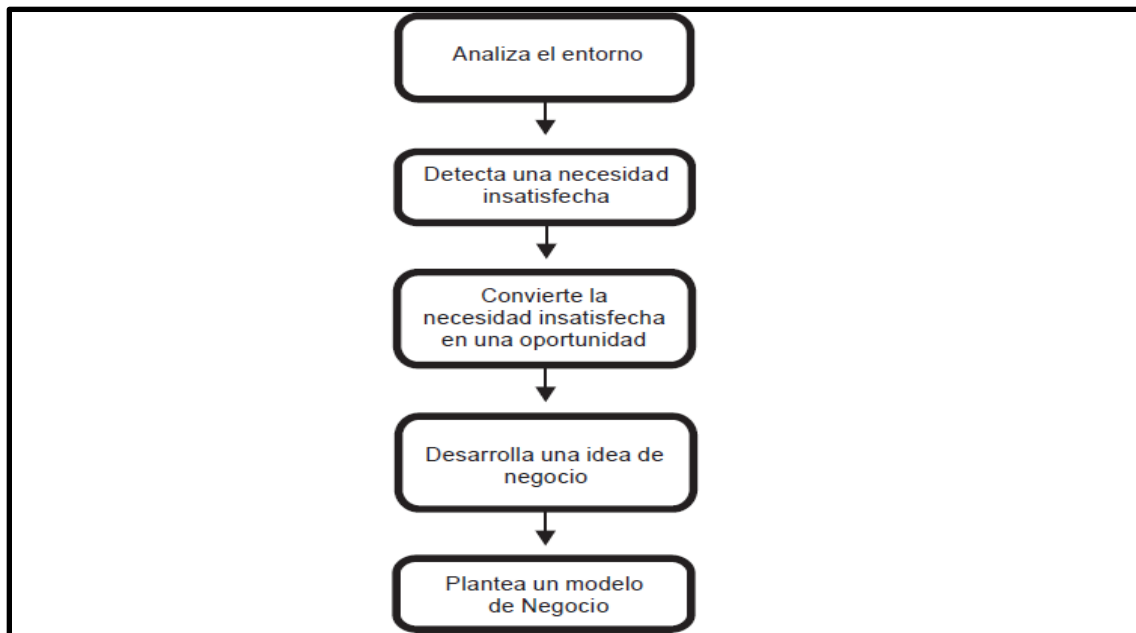 Analiza el entorno
Detecta una necesidad
insatisfecha
Convierte la
necesidad insatisfecha
en una oportunidad
Desarrolla una idea de
negocio
Plantea un modelo
de Negocio